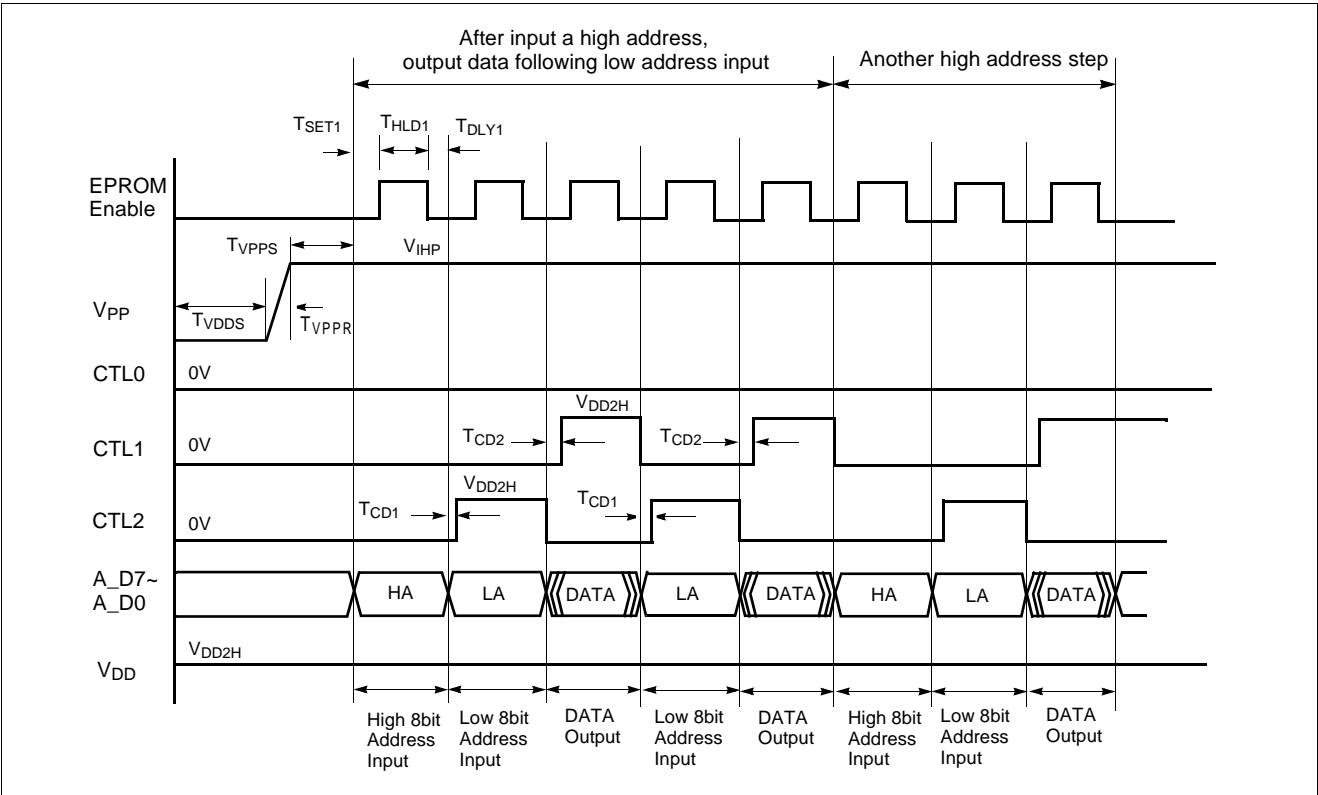 After input a high address,
output data following low address input
Another high address step
TSET1
THLD1
TDLY1
EPROM
Enable
TVPPS
VIHP
VPP
TVDDS
TVPPR
CTL0
0V
VDD2H
CTL1
0V
TCD2
TCD2
VDD2H
CTL2
0V
TCD1
TCD1
A_D7~
A_D0
HA
LA
DATA
LA
DATA
HA
LA
DATA
VDD2H
VDD
High 8bit
Address
Input
Low 8bit
Address
Input
DATA
Output
Low 8bit
Address
Input
DATA
Output
High 8bit
Address
Input
Low 8bit
Address
Input
DATA
Output